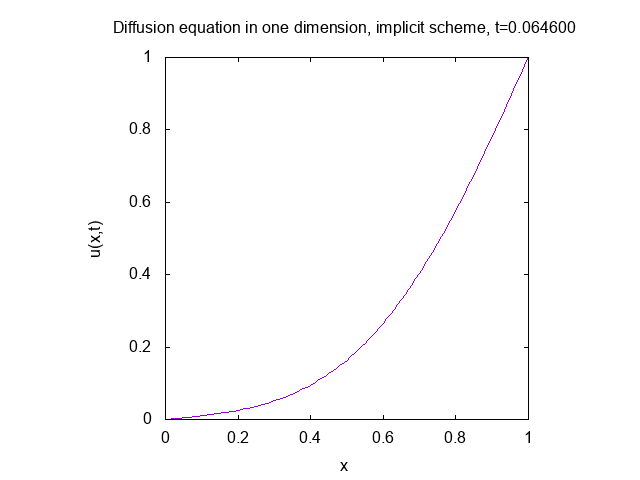 Diffusion equation in one dimension, implicit scheme, t=0.064600
1
0.8
0.6
0.4
0.2
0
u(x,t)
0 0.2 0.4 0.6 0.8 1
x